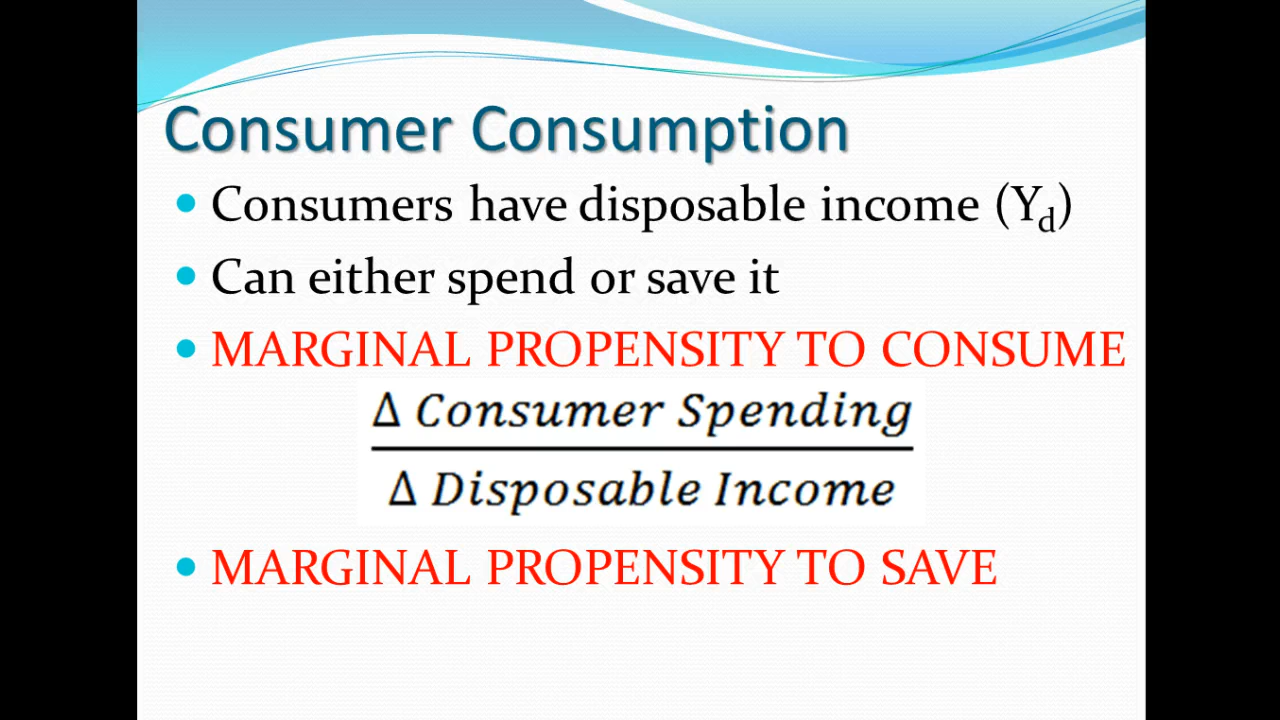 Consumer Consumption
• Consumers have disposable income (Yd)
• Can either spend or save it
• MARGINAL PROPENSITY TO CONSUME
Δ Consumer Spending
Δ Disposable Income
• MARGINAL PROPENSITY TO SAVE